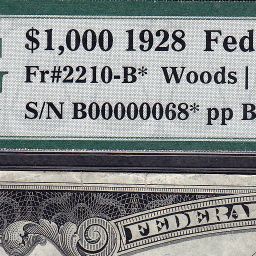 $1,000 1928 Fed
Fr#2210-B* Woods |
S/N B00000068* pp B
FEDERA